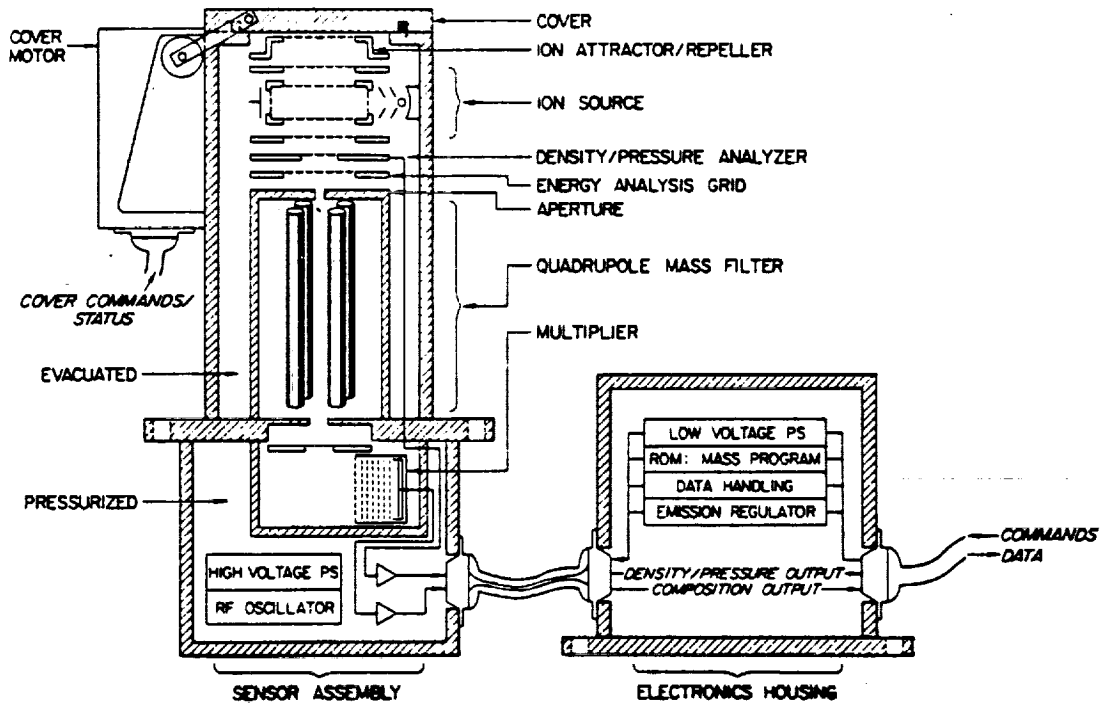 COVER
MOTOR
COVER
ION ATTRACTOR/REPELLER
ION SOURCE
DENSITY/PRESSURE ANALYZER
ENERGY ANALYSIS GRID
APERTURE
QUADRUPOLE MASS FILTER
COVER COMMANDS/
STATUS
MULTIPLIER
EVACUATED
PRESSURIZED
HIGH VOLTAGE PS
RF OSCILLATOR
LOW VOLTAGE PS
ROM: MASS PROGRAM
DATA HANDLING
EMISSION REGULATOR
DENSITY/PRESSURE OUTPUT
COMPOSITION OUTPUT
COMMANDS
DATA
SENSOR ASSEMBLY
ELECTRONICS HOUSING